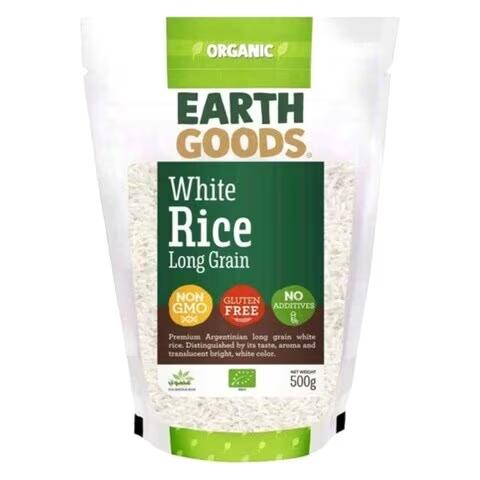 ORGANIC
EARTH
GOODS®
White
Rice
Long Grain
NON
GMO
GLUTEN
FREE
NO
ADDITIVES
Premium Argentinian long grain white
rice. Distinguished by its taste, aroma and
translucent bright, white color.
NET WEIGHT
500g